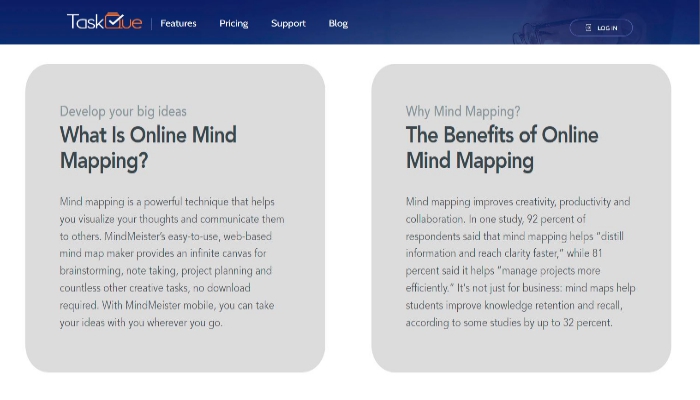 TaskQue
Features
Pricing
Support
Blog
LOG IN
Develop your big ideas
What Is Online Mind
Mapping?
Mind mapping is a powerful technique that helps
you visualize your thoughts and communicate them
to others. MindMeister's easy-to-use, web-based
mind map maker provides an infinite canvas for
brainstorming, note taking, project planning and
countless other creative tasks, no download
required. With MindMeister mobile, you can take
your ideas with you wherever you go.
Why Mind Mapping?
The Benefits of Online
Mind Mapping
Mind mapping improves creativity, productivity and
collaboration. In one study, 92 percent of
respondents said that mind mapping helps "distill
information and reach clarity faster," while 81
percent said it helps "manage projects more
efficiently." It's not just for business: mind maps help
students improve knowledge retention and recall,
according to some studies by up to 32 percent.